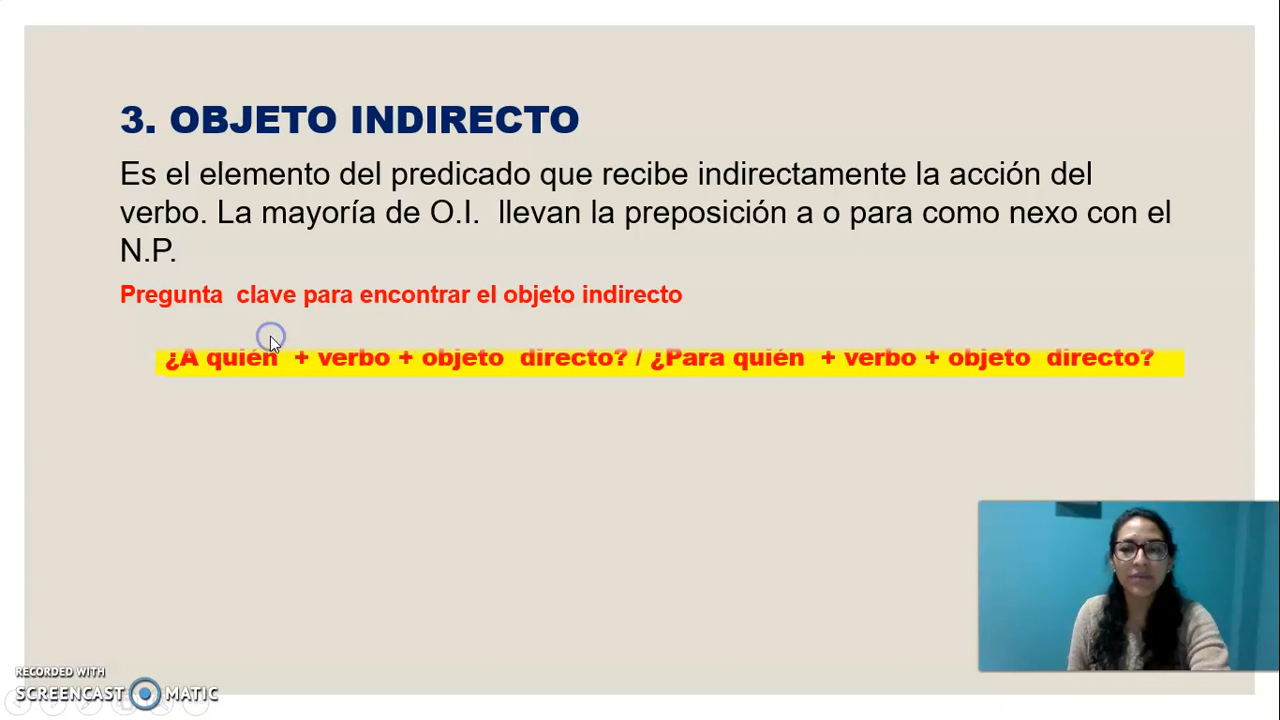 3. OBJETO INDIRECTO
Es el elemento del predicado que recibe indirectamente la acción del
verbo. La mayoría de O.I. llevan la preposición a o para como nexo con el
N.P.
Pregunta clave para encontrar el objeto indirecto
¿A quién + verbo + objeto directo? / ¿Para quién + verbo + objeto directo?
RECORDED WITH
SCREENCAST MATIC